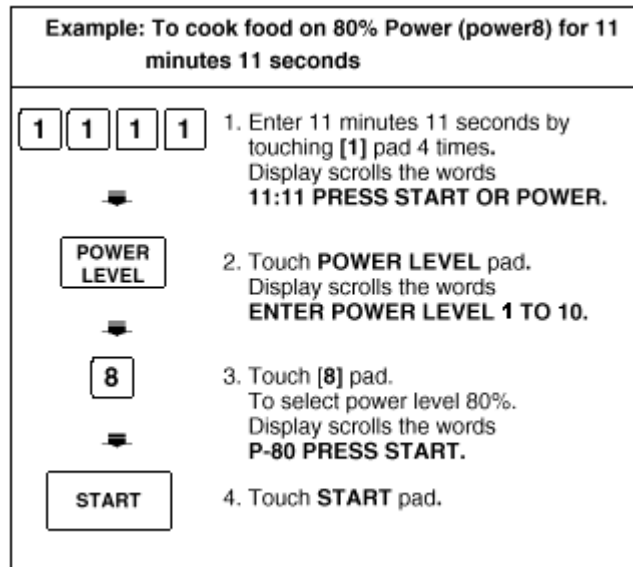 Example: To cook food on 80% Power (power8) for 11
minutes 11 seconds
1 1 1 1
1. Enter 11 minutes 11 seconds by
touching [1] pad 4 times.
Display scrolls the words
11:11 PRESS START OR POWER.
POWER
LEVEL
2. Touch POWER LEVEL pad.
Display scrolls the words
ENTER POWER LEVEL 1 TO 10.
8
3. Touch [8] pad.
To select power level 80%.
Display scrolls the words
P-80 PRESS START.
START
4. Touch START pad.